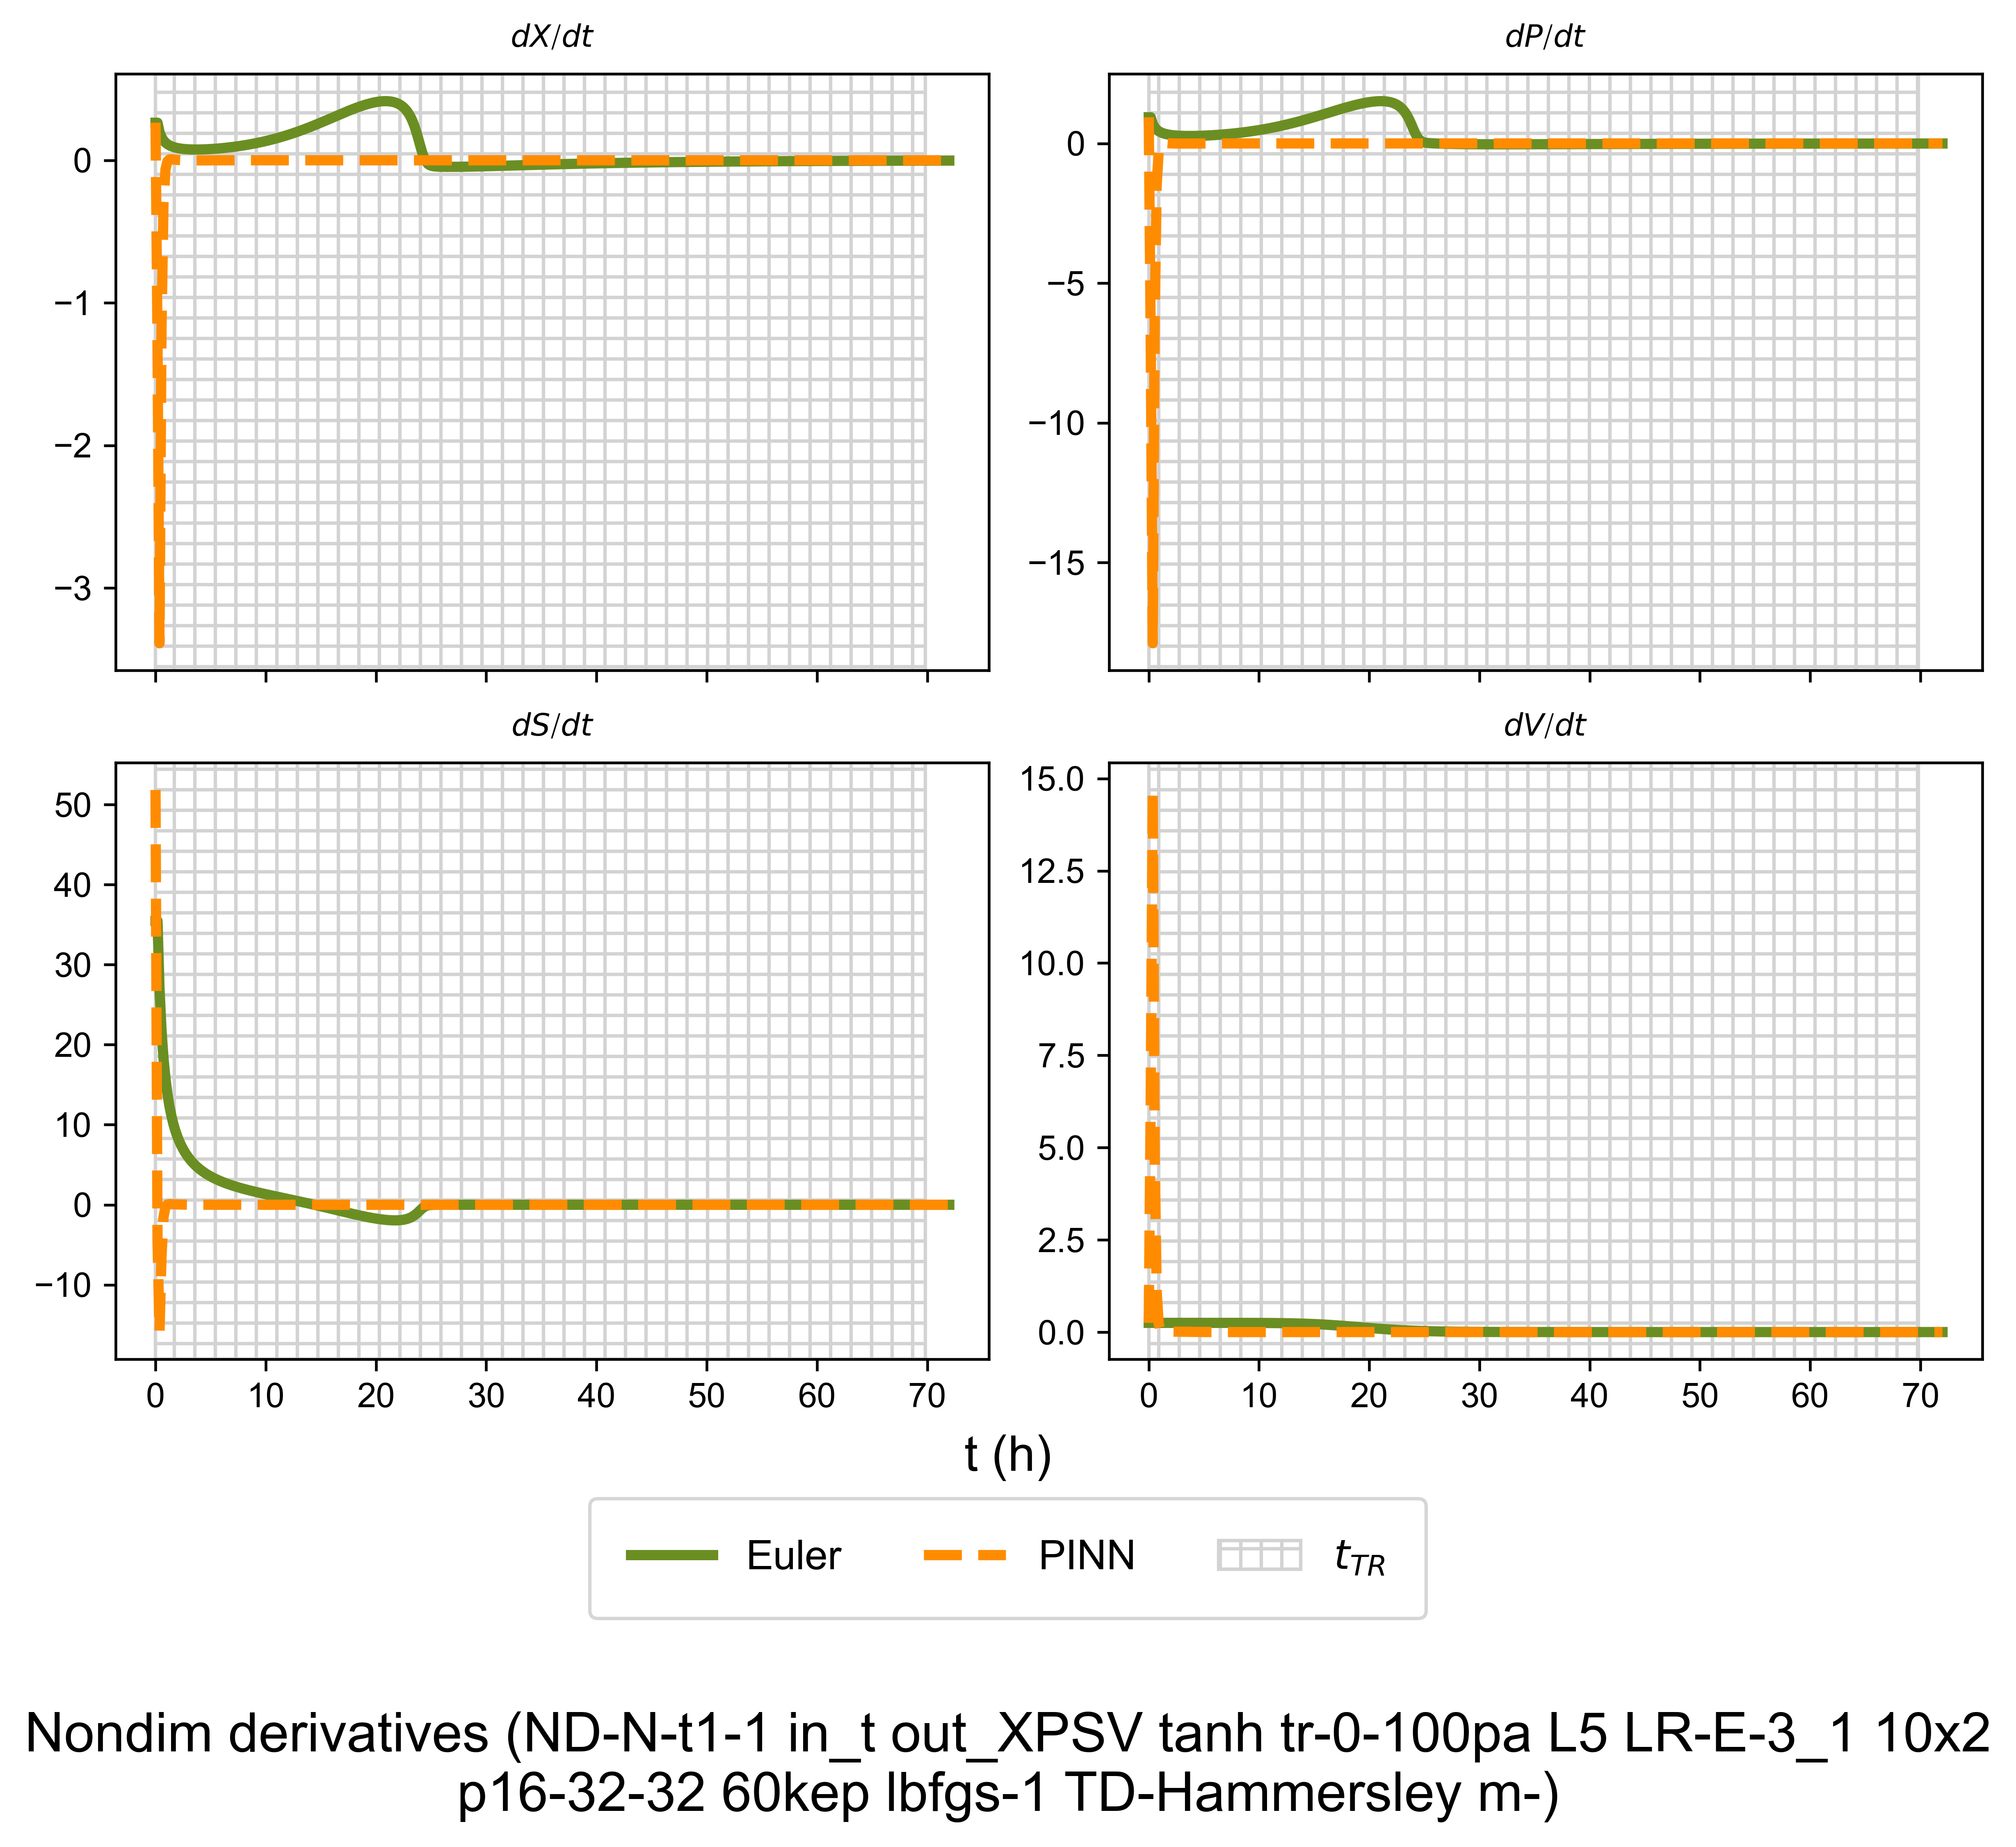 dX/dt
dP/dt
0
−1
−2
−3
0
−5
−10
−15
dS/dt
dV/dt
50
40
30
20
10
0
−10
15.0
12.5
10.0
7.5
5.0
2.5
0.0
0 10 20 30 40 50 60 70
0 10 20 30 40 50 60 70
t (h)
Euler PINN t_TR
Nondim derivatives (ND-N-t1-1 in_t out_XPSV tanh tr-0-100pa L5 LR-E-3_1 10x2
p16-32-32 60kep lbfgs-1 TD-Hammersley m-)